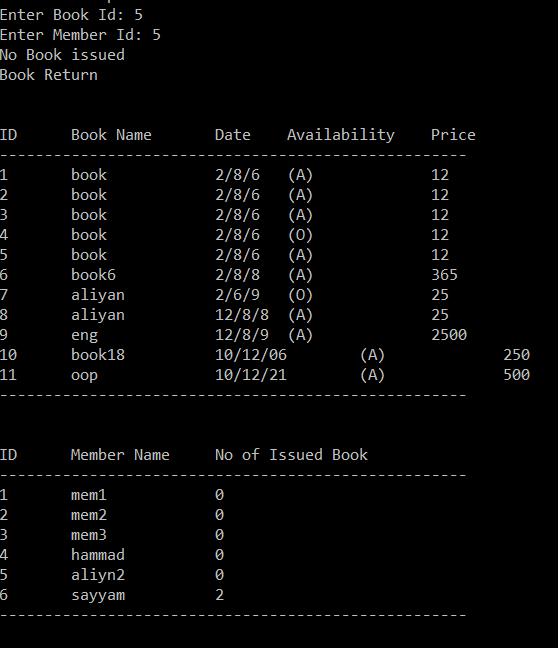 Enter Book Id: 5
Enter Member Id: 5
No Book issued
Book Return
ID Book Name Date Availability Price
----------------------------------------------------
1 book 2/8/6 (A) 12
2 book 2/8/6 (A) 12
3 book 2/8/6 (A) 12
4 book 2/8/6 (O) 12
5 book 2/8/6 (A) 12
6 book6 2/8/8 (A) 365
7 aliyan 2/6/9 (O) 25
8 aliyan 12/8/8 (A) 25
9 eng 12/8/9 (A) 2500
10 book18 10/12/06 (A) 250
11 oop 10/12/21 (A) 500
----------------------------------------------------
ID Member Name No of Issued Book
----------------------------------------------------
1 mem1 0
2 mem2 0
3 mem3 0
4 hammad 0
5 aliyn2 0
6 sayyam 2
----------------------------------------------------